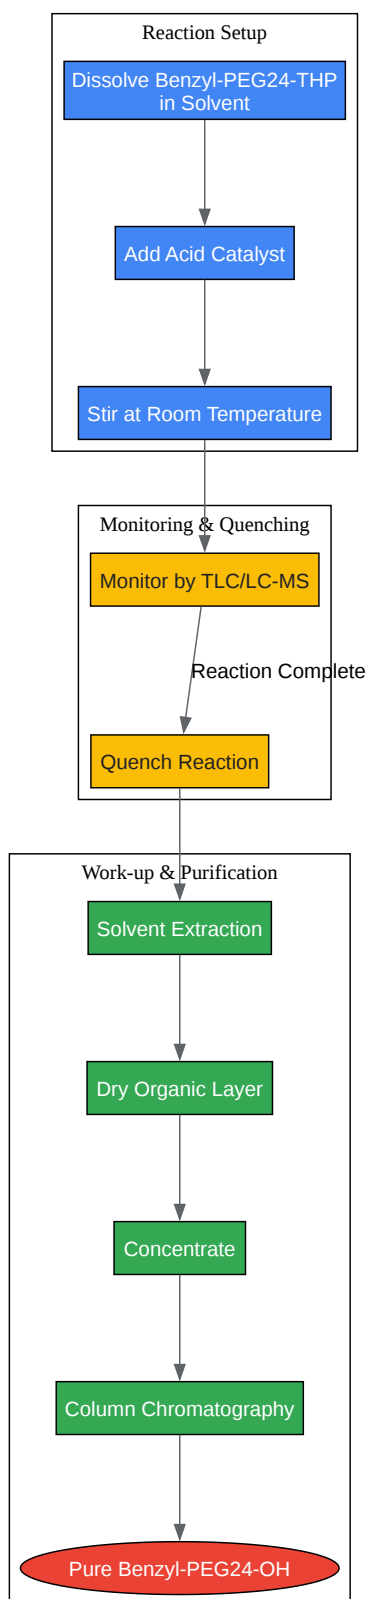 Reaction Setup
Dissolve Benzyl-PEG24-THP
in Solvent
Add Acid Catalyst
Stir at Room Temperature
Monitoring & Quenching
Monitor by TLC/LC-MS
Reaction Complete
Quench Reaction
Work-up & Purification
Solvent Extraction
Dry Organic Layer
Concentrate
Column Chromatography
Pure Benzyl-PEG24-OH